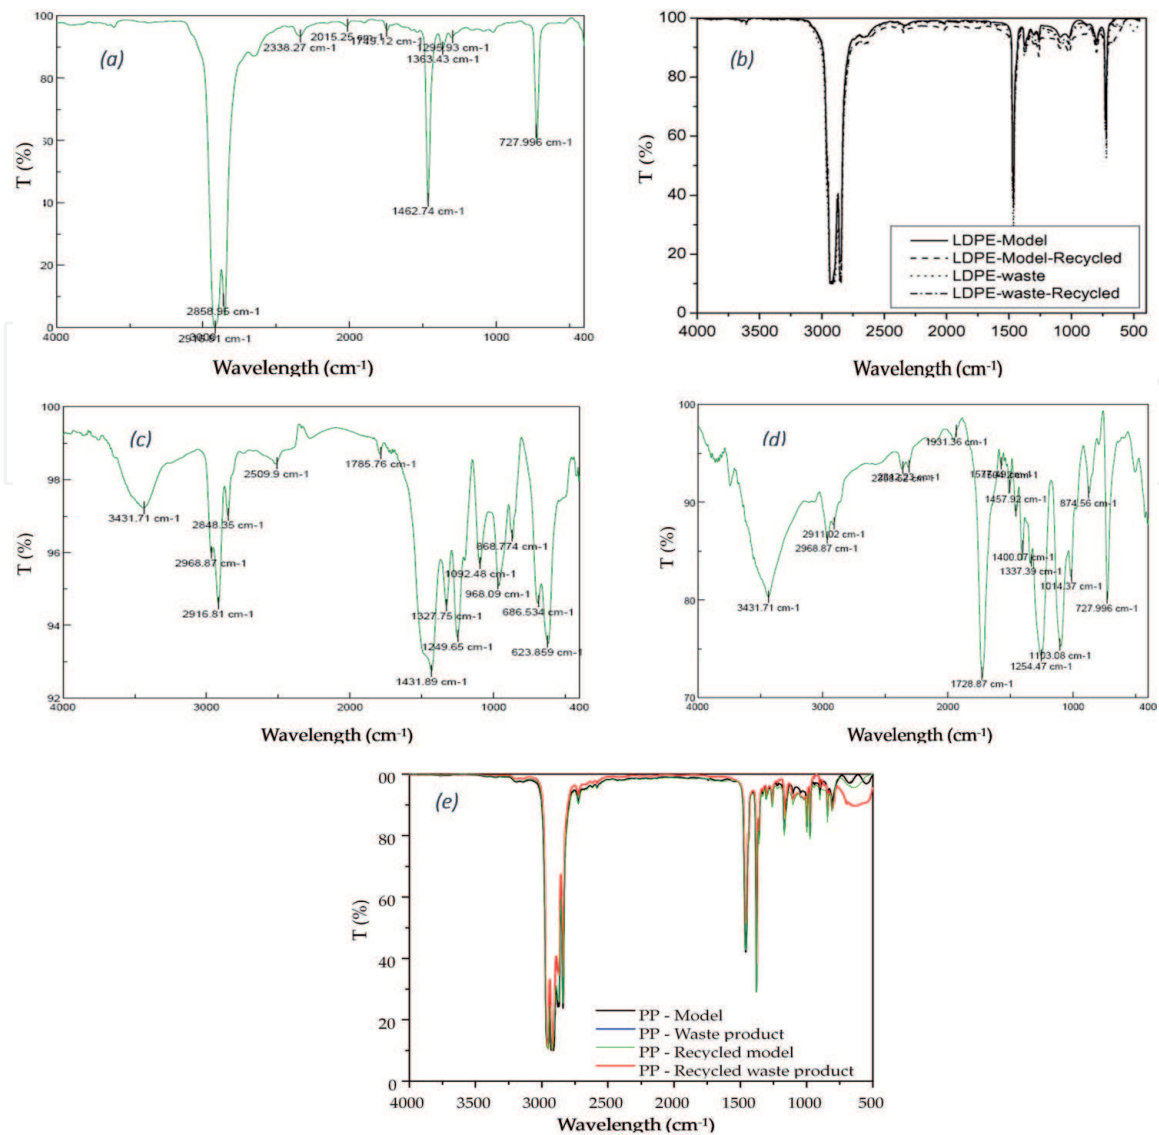 (a)
100
80
60
40
20
0
T (%)
2338.27 cm-1
2015.25 cm-1
1749.12 cm-1
1363.43 cm-1
727.996 cm-1
1462.74 cm-1
2858.95 cm-1
4000
3000
2000
1000
400
Wavelength (cm-1)
(b)
100
80
60
40
20
0
T (%)
LDPE-Model
LDPE-Model-Recycled
LDPE-waste
LDPE-waste-Recycled
4000
3500
3000
2500
2000
1500
1000
500
Wavelength (cm-1)
(c)
100
98
96
94
92
T (%)
3431.71 cm-1
2968.87 cm-1
2916.81 cm-1
2848.35 cm-1
2509.9 cm-1
1785.76 cm-1
1431.89 cm-1
1327.75 cm-1
1249.65 cm-1
1092.48 cm-1
968.09 cm-1
868.774 cm-1
686.534 cm-1
623.859 cm-1
4000
3000
2000
1000
400
Wavelength (cm-1)
(d)
100
90
80
70
T (%)
3431.71 cm-1
2968.87 cm-1
2911.02 cm-1
1931.36 cm-1
1728.87 cm-1
1457.92 cm-1
1400.07 cm-1
1337.39 cm-1
1254.47 cm-1
1103.08 cm-1
1014.37 cm-1
874.56 cm-1
727.996 cm-1
4000
3000
2000
1000
400
Wavelength (cm-1)
(e)
00
80
60
40
20
00
T (%)
PP - Model
PP - Waste product
PP - Recycled model
PP - Recycled waste product
4000
3500
3000
2500
2000
1500
1000
500
Wavelength (cm-1)